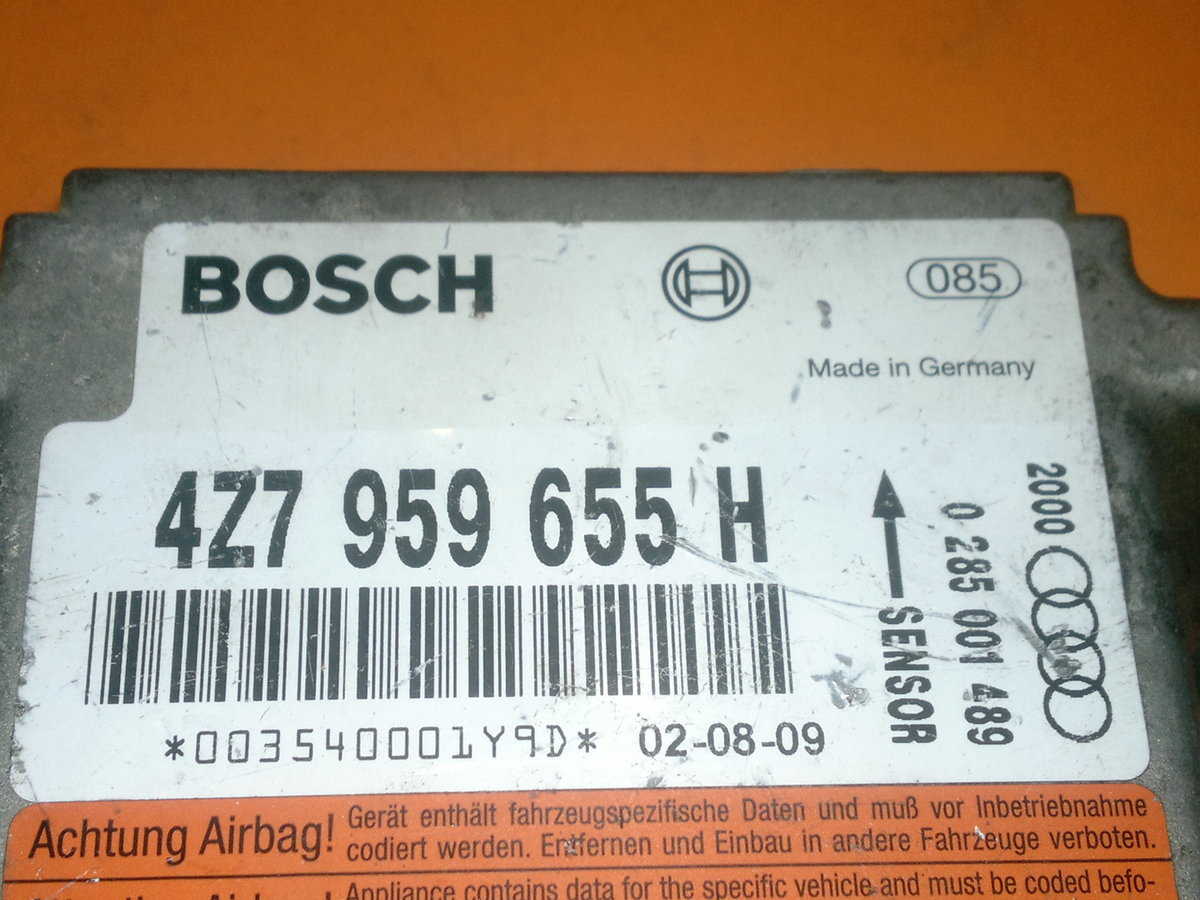 BOSCH
085
Made in Germany
4Z7 959 655 H
SENSOR
0 285 001 489
2000
*003540001Y9D* 02-08-09
Achtung Airbag! Gerät enthält fahrzeugspezifische Daten und muß vor Inbetriebnahme
codiert werden. Entfernen und Einbau in andere Fahrzeuge verboten.
Appliance contains data for the specific vehicle and must be coded befo-